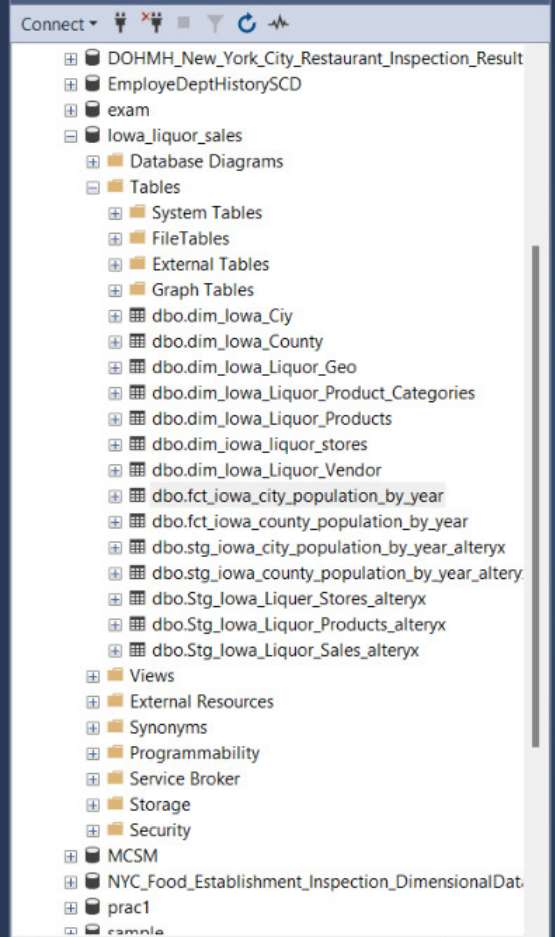 Connect
DOHMH_New_York_City_Restaurant_Inspection_Result
EmployeDeptHistorySCD
exam
Iowa_liquor_sales
Database Diagrams
Tables
System Tables
FileTables
External Tables
Graph Tables
dbo.dim_Iowa_Ciy
dbo.dim_Iowa_County
dbo.dim_Iowa_Liquor_Geo
dbo.dim_Iowa_Liquor_Product_Categories
dbo.dim_Iowa_Liquor_Products
dbo.dim_iowa_liquor_stores
dbo.dim_Iowa_Liquor_Vendor
dbo.fct_iowa_city_population_by_year
dbo.fct_iowa_county_population_by_year
dbo.stg_iowa_city_population_by_year_alteryx
dbo.stg_iowa_county_population_by_year_altery
dbo.Stg_Iowa_Liquer_Stores_alteryx
dbo.Stg_Iowa_Liquor_Products_alteryx
dbo.Stg_Iowa_Liquor_Sales_alteryx
Views
External Resources
Synonyms
Programmability
Service Broker
Storage
Security
MCSM
NYC_Food_Establishment_Inspection_DimensionalData
prac1
sample